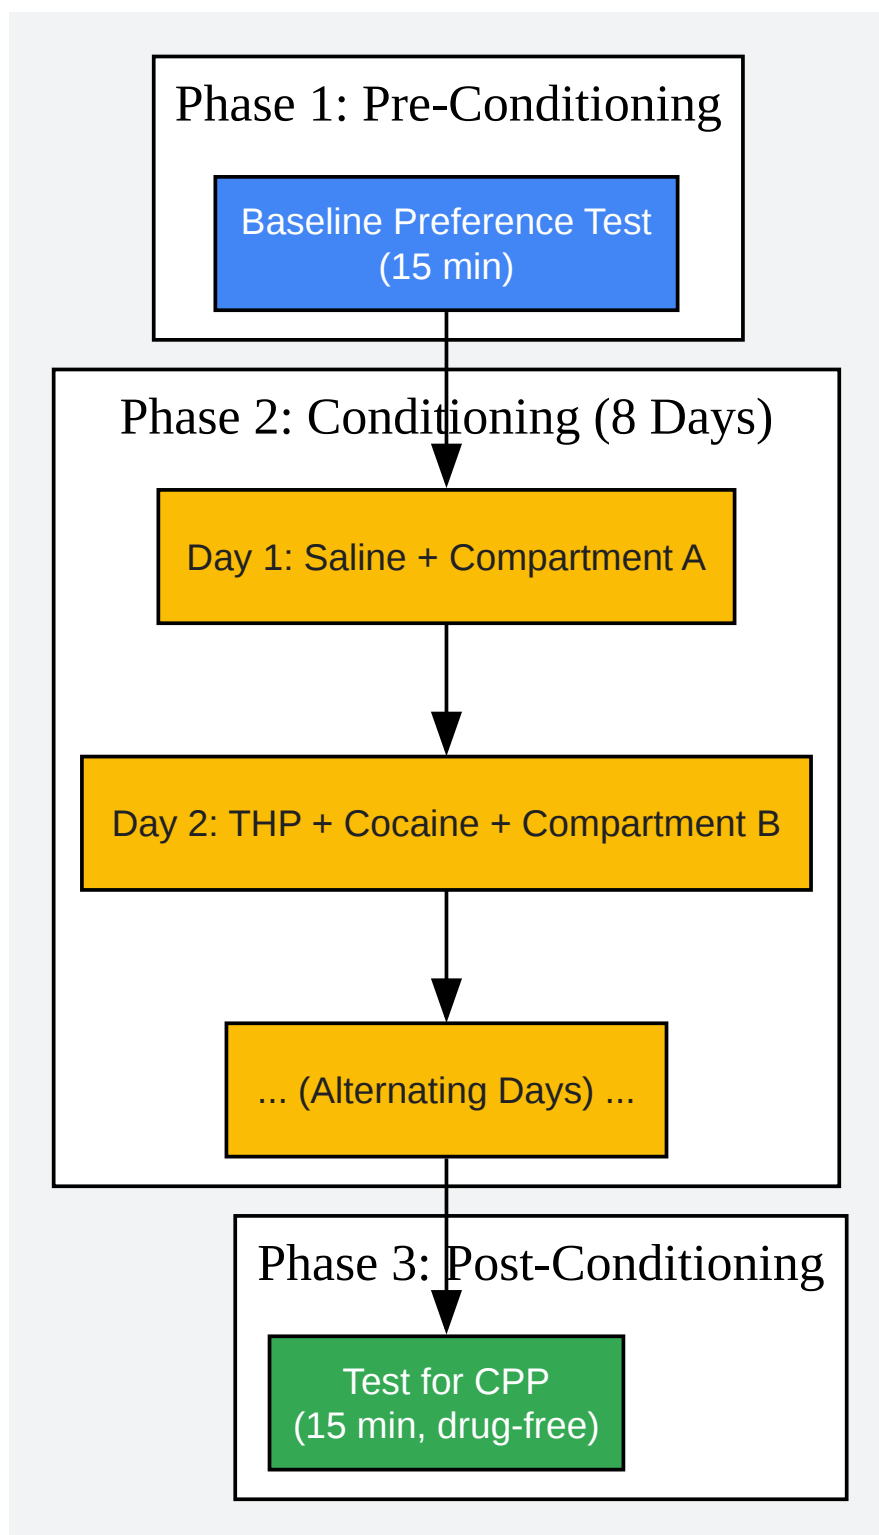 Phase 1: Pre-Conditioning
Baseline Preference Test
(15 min)
Phase 2: Conditioning (8 Days)
Day 1: Saline + Compartment A
Day 2: THP + Cocaine + Compartment B
... (Alternating Days) ...
Phase 3: Post-Conditioning
Test for CPP
(15 min, drug-free)